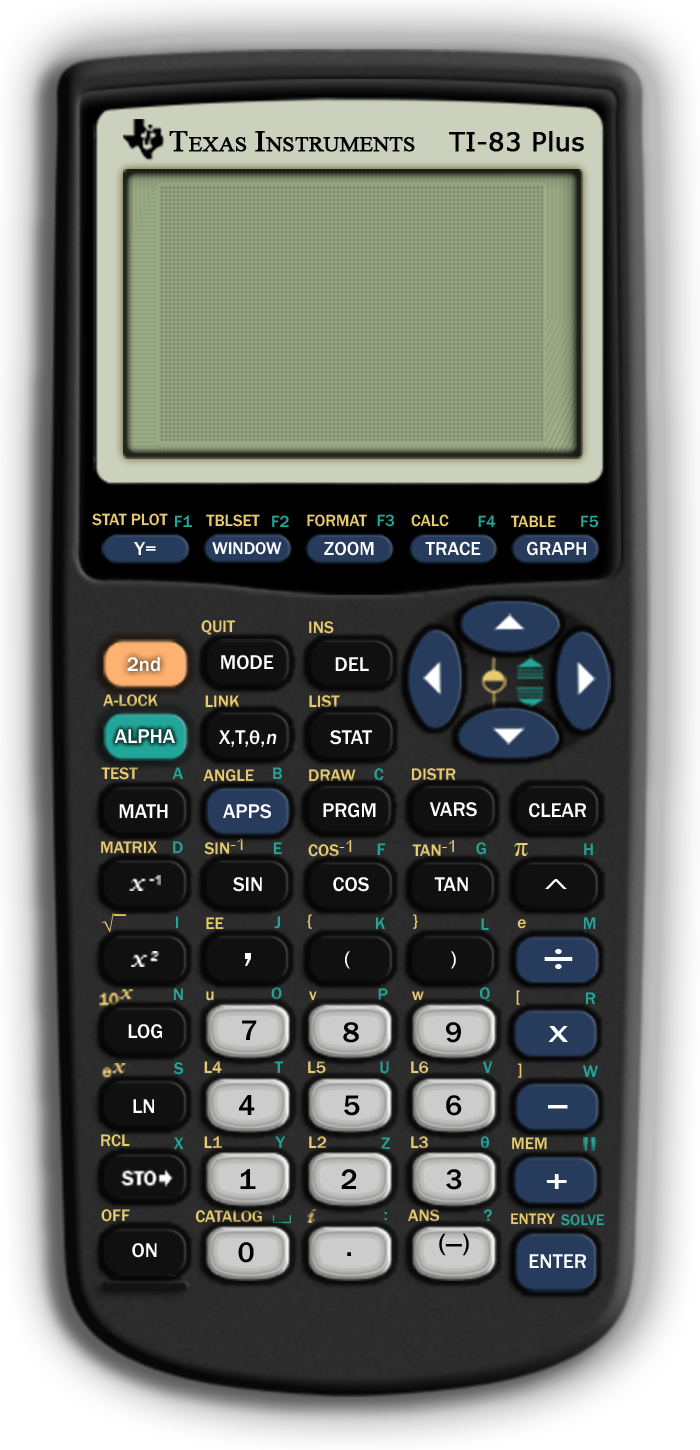 TEXAS INSTRUMENTS TI-83 Plus
STAT PLOT F1 TBLSET F2 FORMAT F3 CALC F4 TABLE F5
Y= WINDOW ZOOM TRACE GRAPH
QUIT INS
2nd MODE DEL
A-LOCK LINK LIST
ALPHA X,T,θ,n STAT
TEST A ANGLE B DRAW C DISTR
MATH APPS PRGM VARS CLEAR
MATRIX D SIN⁻¹ E COS⁻¹ F TAN⁻¹ G π H
x⁻¹ SIN COS TAN ^
√‾ I EE J { K } L e M
x² , ( ) ÷
10ˣ N u O v P w Q [ R
LOG 7 8 9 x
eˣ S L4 T L5 U L6 V ] W
LN 4 5 6 −
RCL X L1 Y L2 Z L3 θ MEM "
STO➔ 1 2 3 +
OFF CATALOG ⎵ i : ANS ? ENTRY SOLVE
ON 0 . (−) ENTER